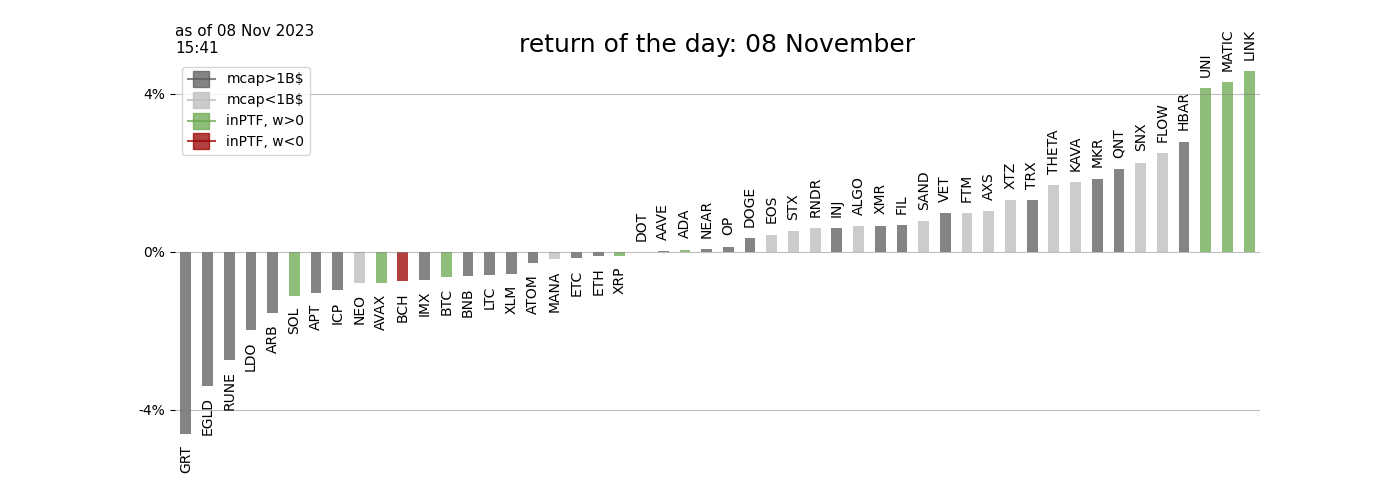 as of 08 Nov 2023
15:41
return of the day: 08 November
mcap>1B$
mcap<1B$
inPTF, w>0
inPTF, w<0
4%
0%
-4%
GRT
EGLD
RUNE
LDO
ARB
SOL
APT
ICP
NEO
AVAX
BCH
IMX
BTC
BNB
LTC
XLM
ATOM
MANA
ETC
ETH
XRP
DOT
AAVE
ADA
NEAR
OP
DOGE
EOS
STX
RNDR
INJ
ALGO
XMR
FIL
SAND
VET
FTM
AXS
XTZ
TRX
THETA
KAVA
MKR
QNT
SNX
FLOW
HBAR
UNI
MATIC
LINK